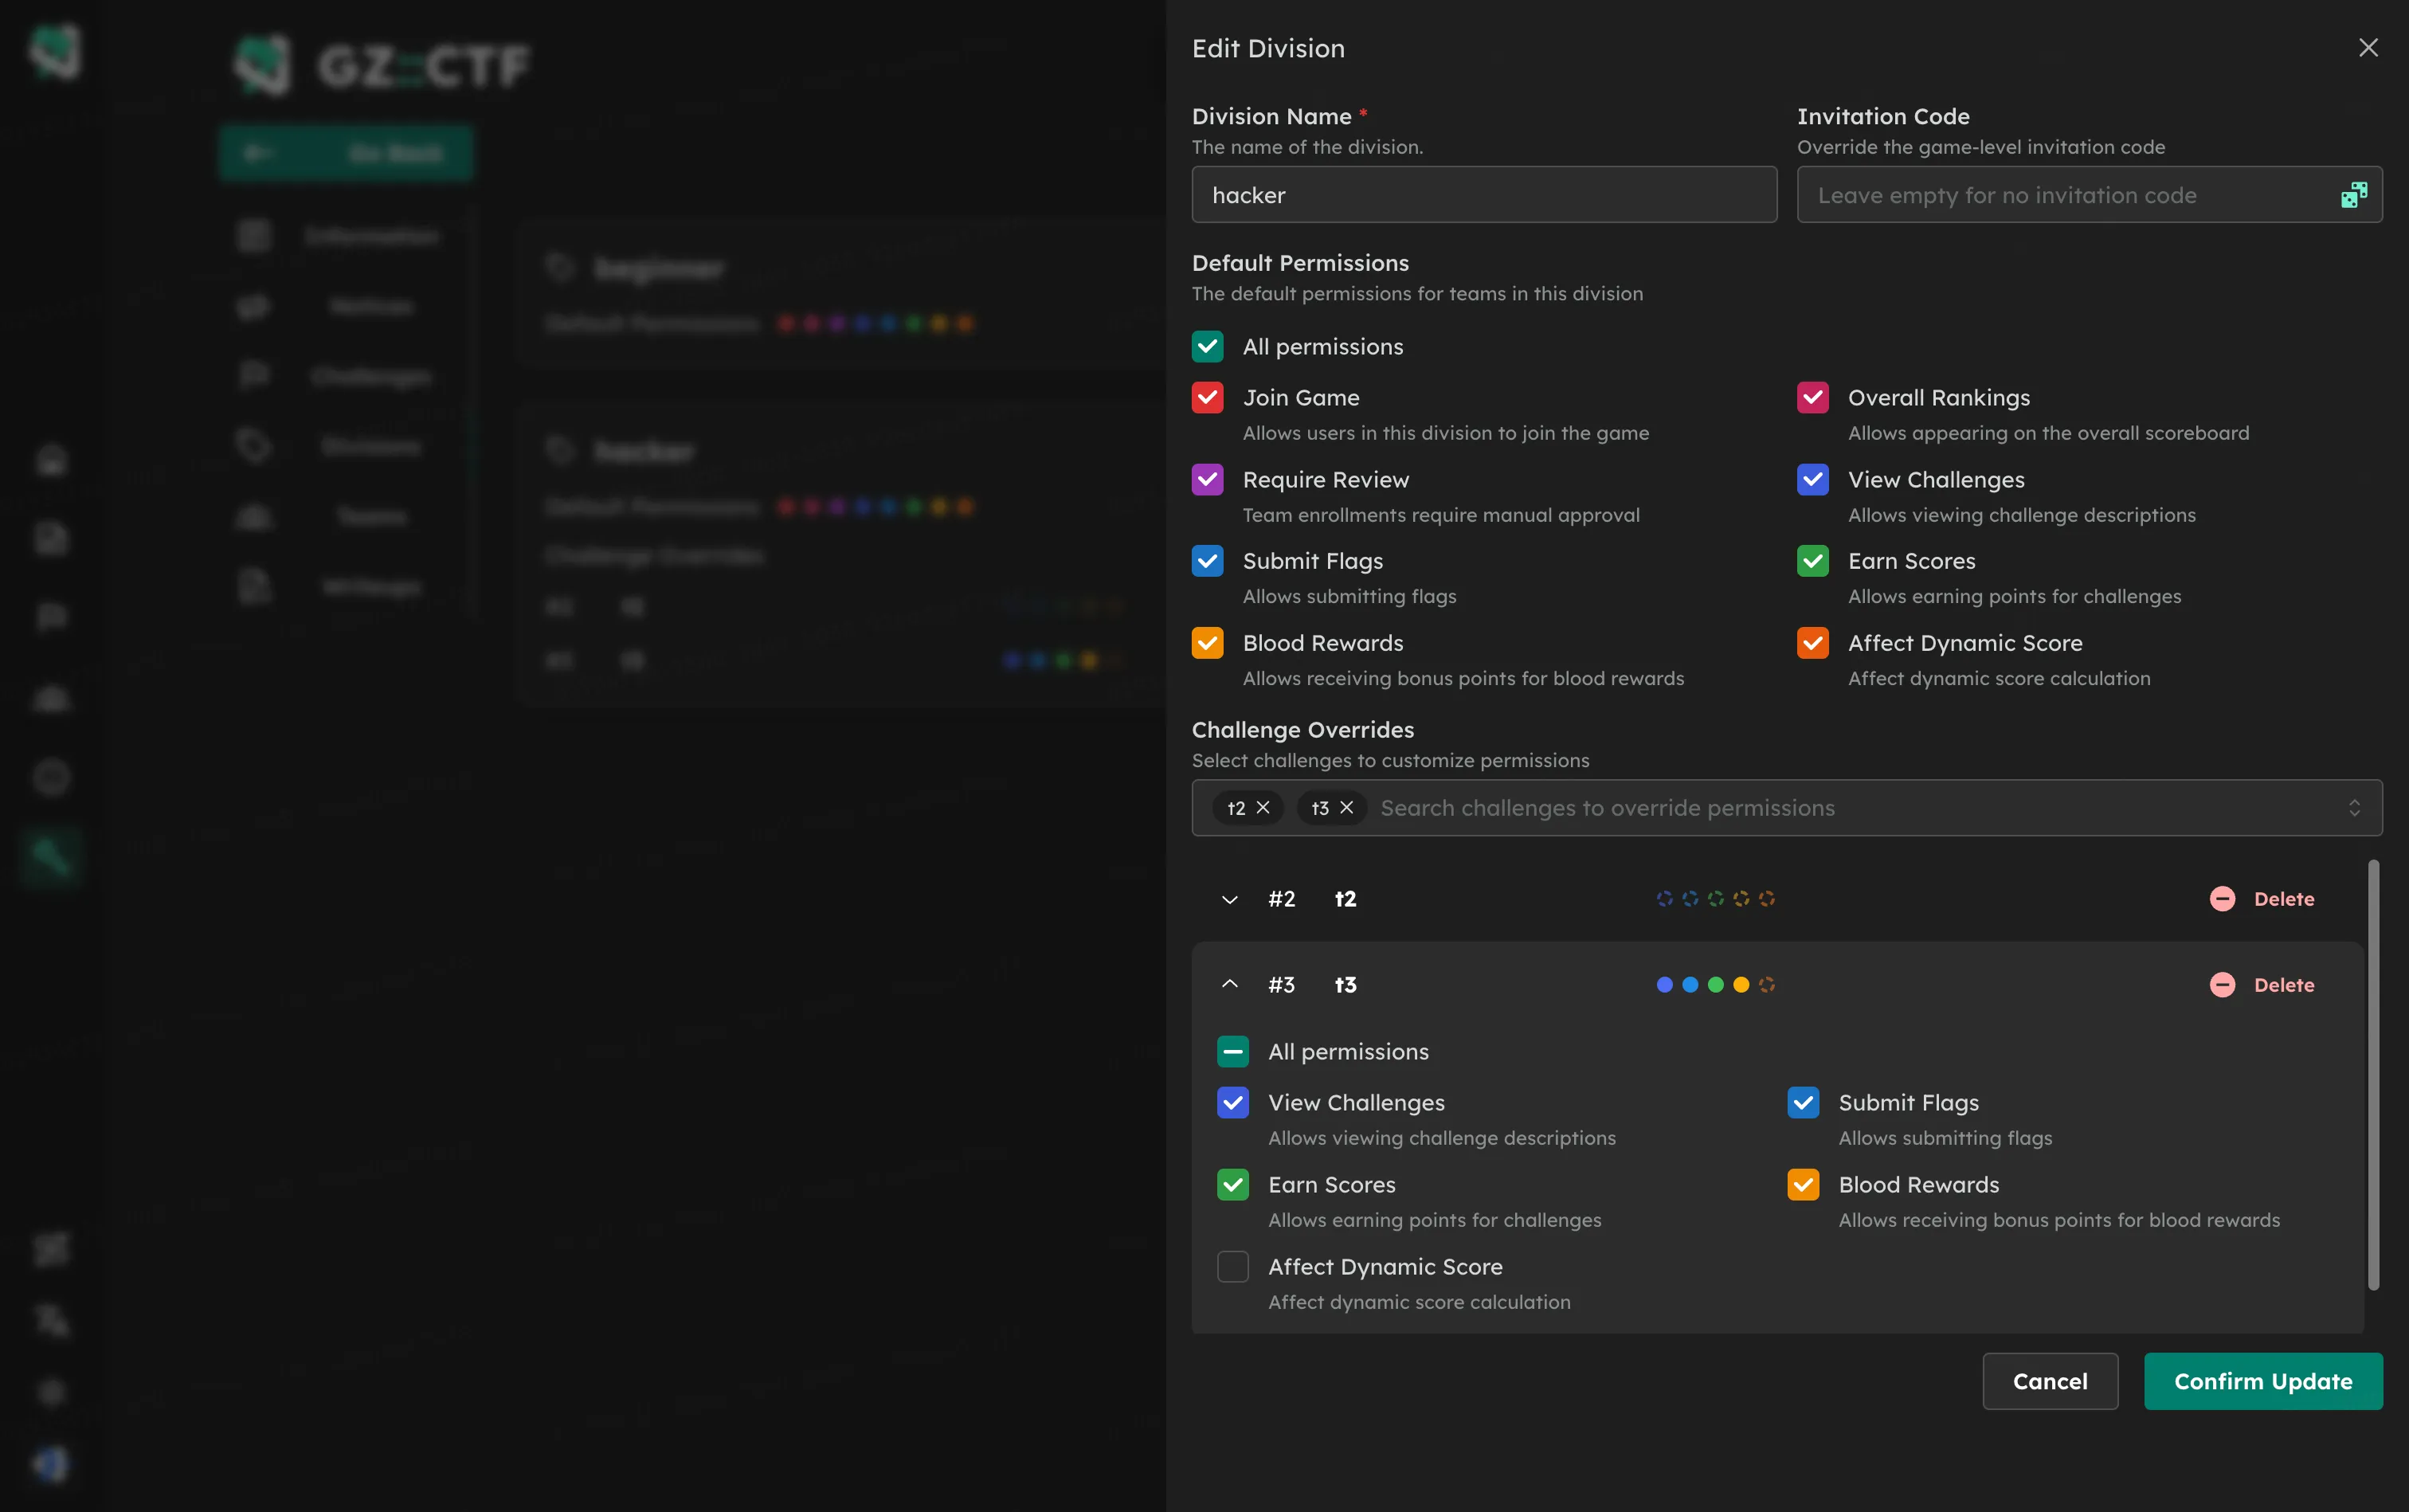 GZ::CTF
Go Back
Information
Notices
Challenges
Divisions
Teams
Writeups
beginner
Default Permissions
hacker
Default Permissions
Challenge Overrides
#2 t2
#3 t3
Edit Division
Division Name *
The name of the division.
hacker
Invitation Code
Override the game-level invitation code
Leave empty for no invitation code
Default Permissions
The default permissions for teams in this division
All permissions
Join Game
Allows users in this division to join the game
Overall Rankings
Allows appearing on the overall scoreboard
Require Review
Team enrollments require manual approval
View Challenges
Allows viewing challenge descriptions
Submit Flags
Allows submitting flags
Earn Scores
Allows earning points for challenges
Blood Rewards
Allows receiving bonus points for blood rewards
Affect Dynamic Score
Affect dynamic score calculation
Challenge Overrides
Select challenges to customize permissions
t2 t3 Search challenges to override permissions
#2 t2 Delete
#3 t3 Delete
All permissions
View Challenges
Allows viewing challenge descriptions
Submit Flags
Allows submitting flags
Earn Scores
Allows earning points for challenges
Blood Rewards
Allows receiving bonus points for blood rewards
Affect Dynamic Score
Affect dynamic score calculation
Cancel
Confirm Update